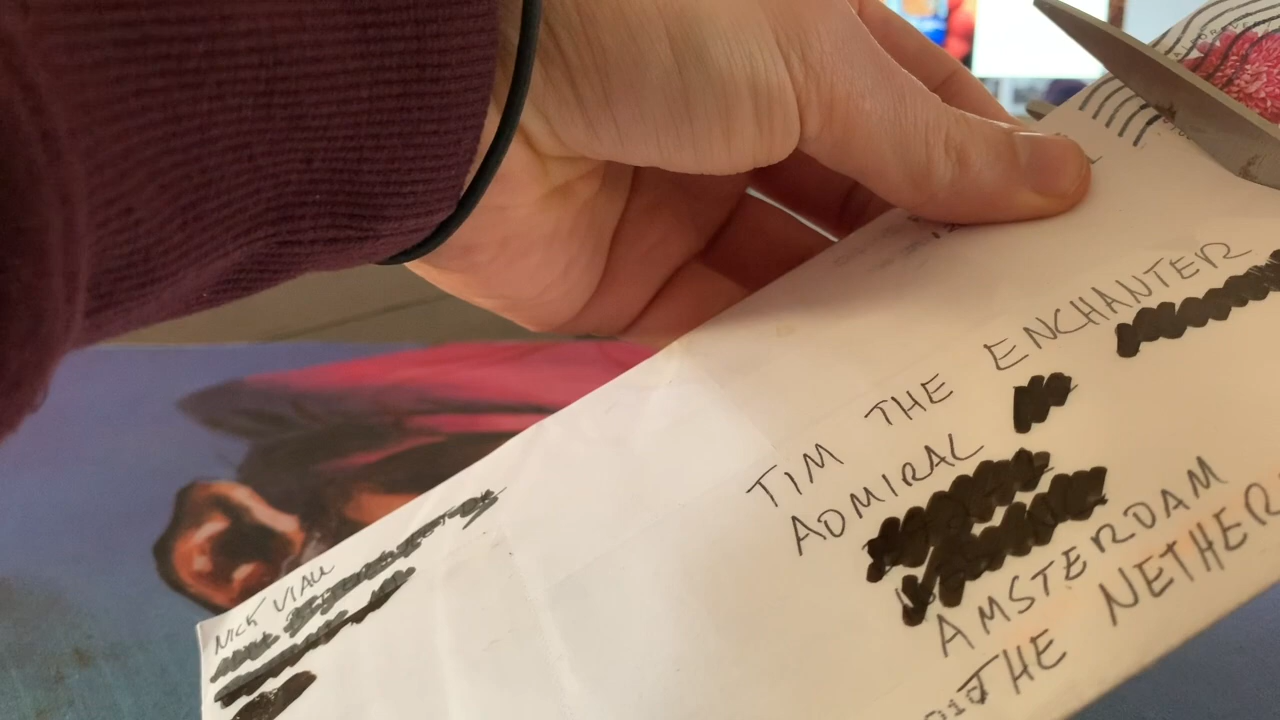 NICK VIAU
TIM THE ENCHANTER
ADMIRAL
AMSTERDAM
THE NETHER